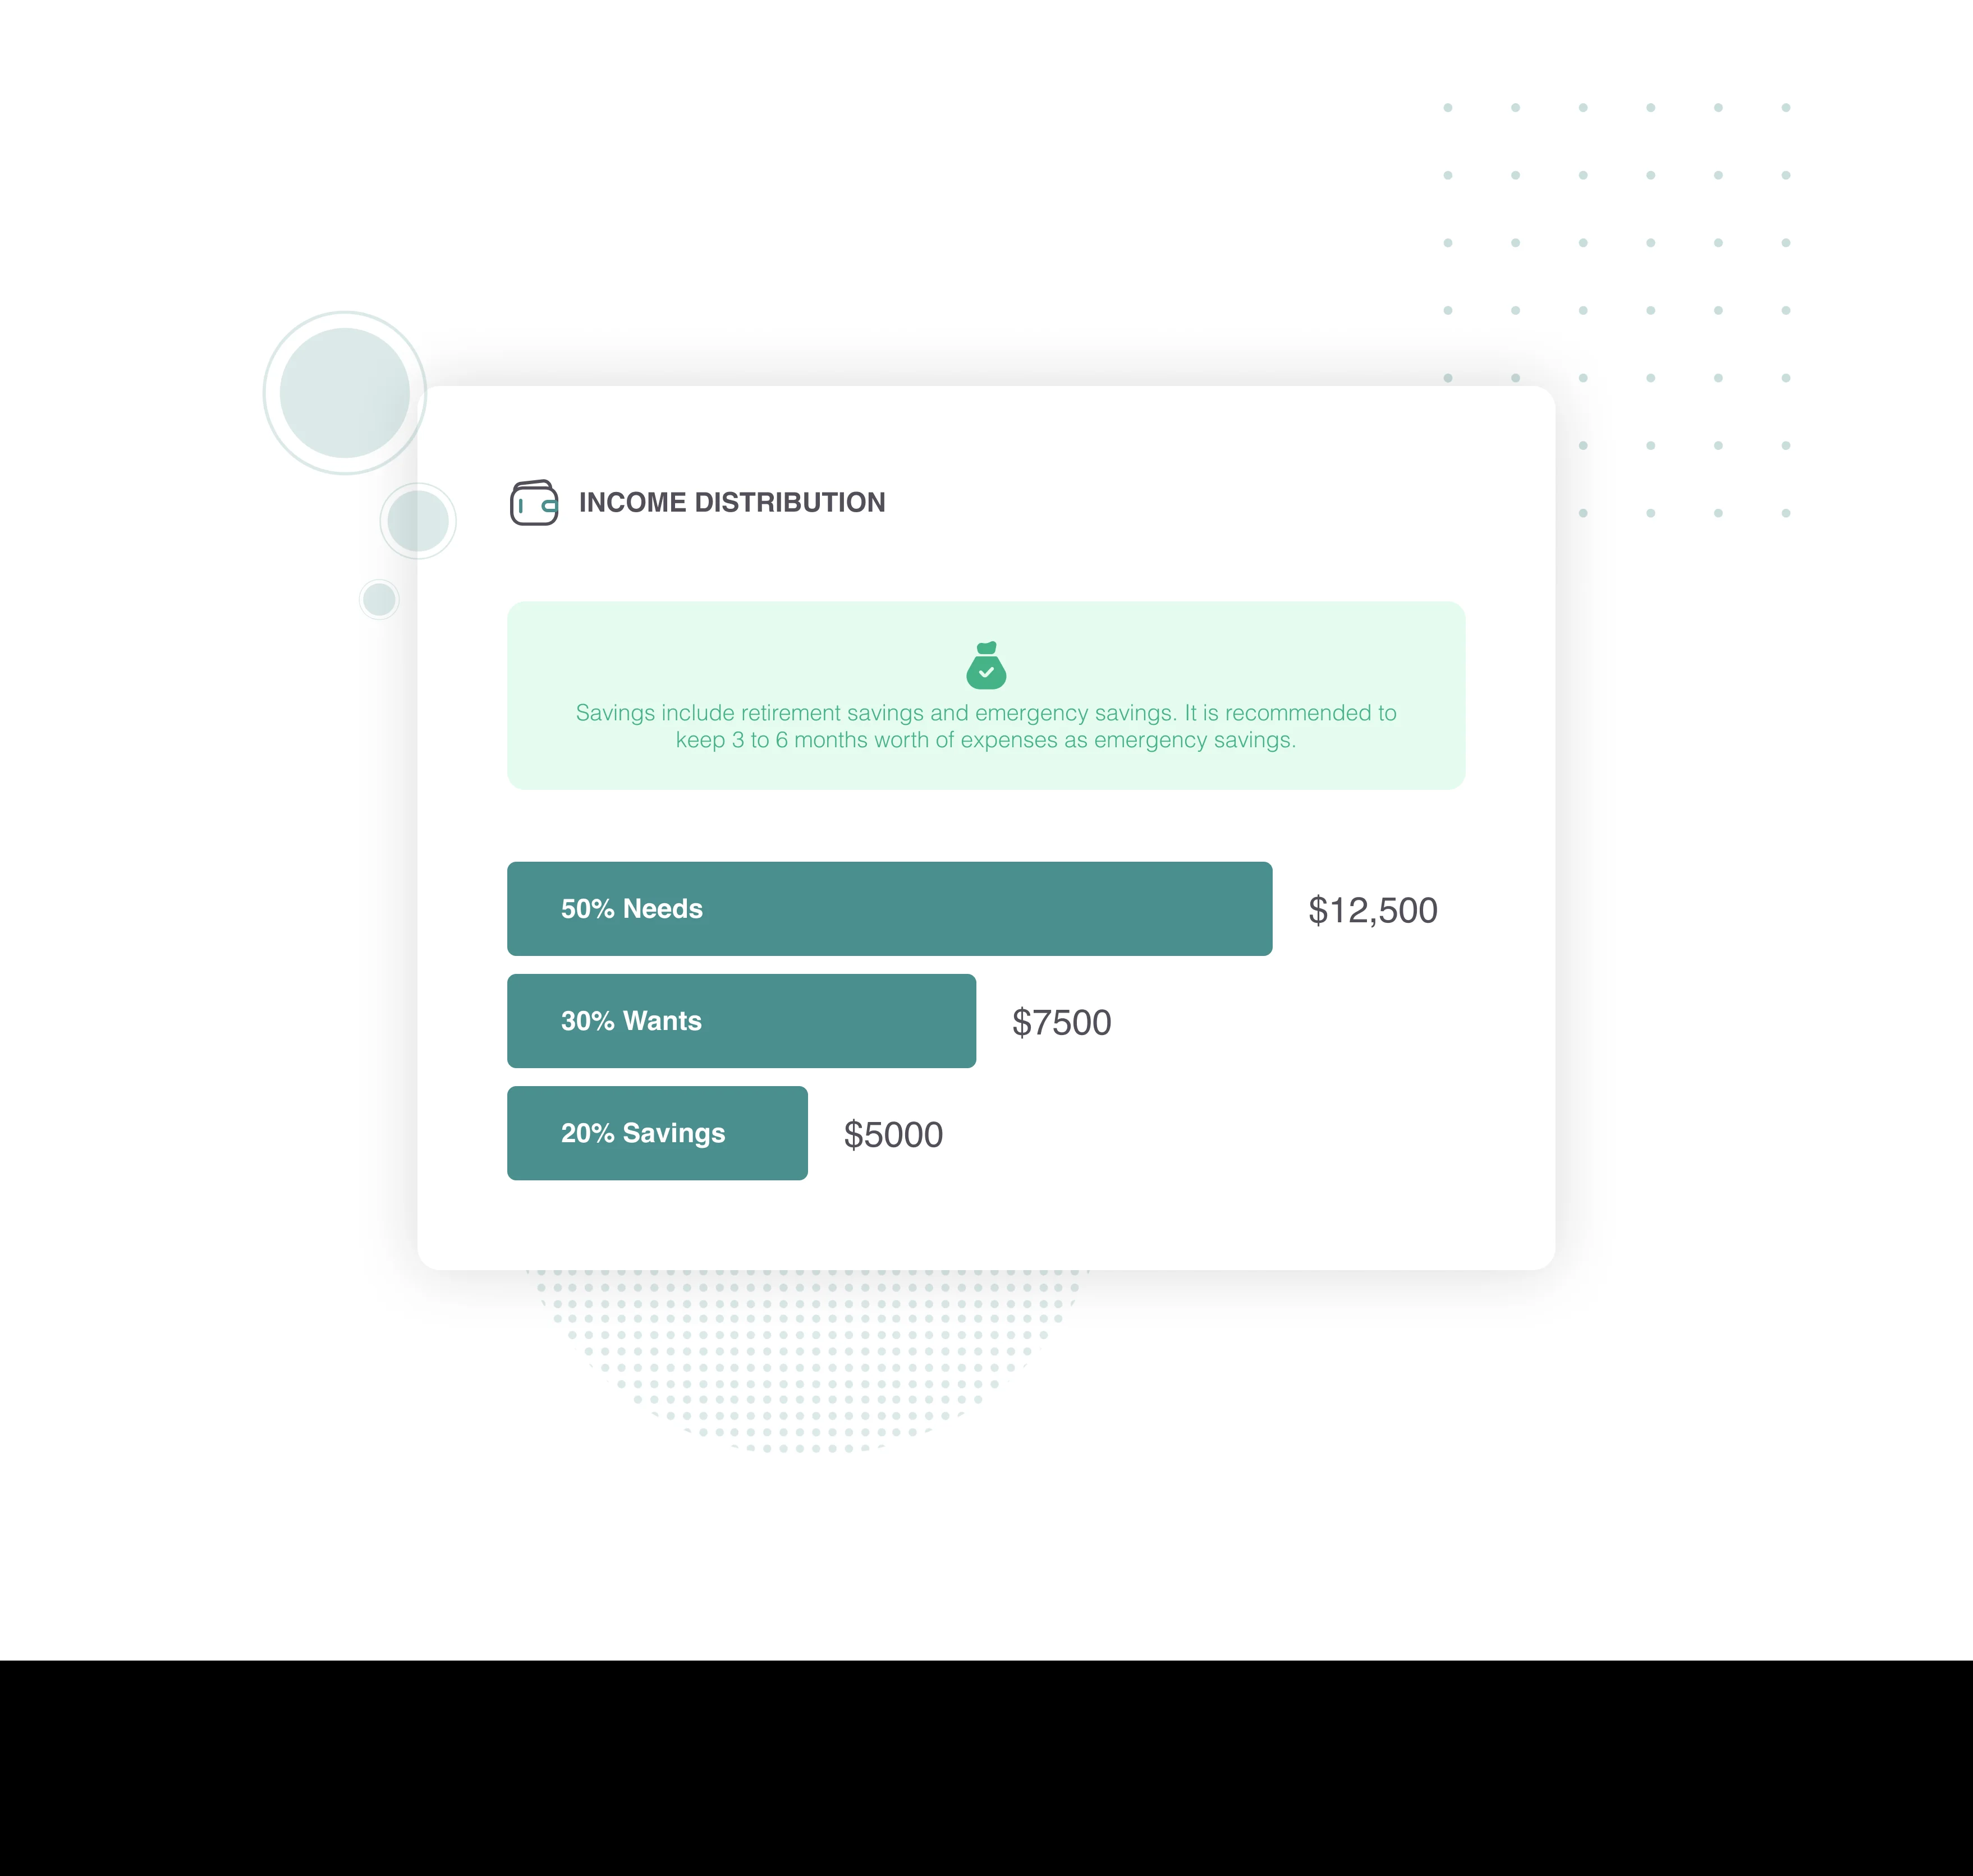 INCOME DISTRIBUTION
Savings include retirement savings and emergency savings. It is recommended to
keep 3 to 6 months worth of expenses as emergency savings.
50% Needs
$12,500
30% Wants
$7500
20% Savings
$5000